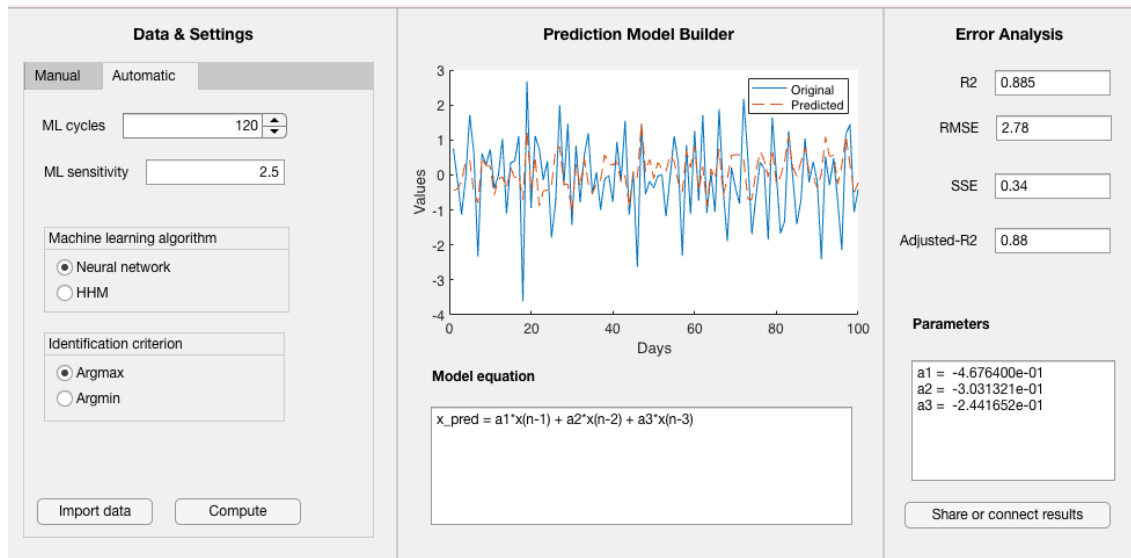 Data & Settings
Manual
Automatic
ML cycles
120
ML sensitivity
2.5
Machine learning algorithm
Neural network
HHM
Identification criterion
Argmax
Argmin
Import data
Compute
Prediction Model Builder
3
2
1
0
-1
-2
-3
-4
Values
Original
Predicted
0
20
40
60
80
100
Days
Model equation
x_pred = a1*x(n-1) + a2*x(n-2) + a3*x(n-3)
Error Analysis
R2
0.885
RMSE
2.78
SSE
0.34
Adjusted-R2
0.88
Parameters
a1 = -4.676400e-01
a2 = -3.031321e-01
a3 = -2.441652e-01
Share or connect results